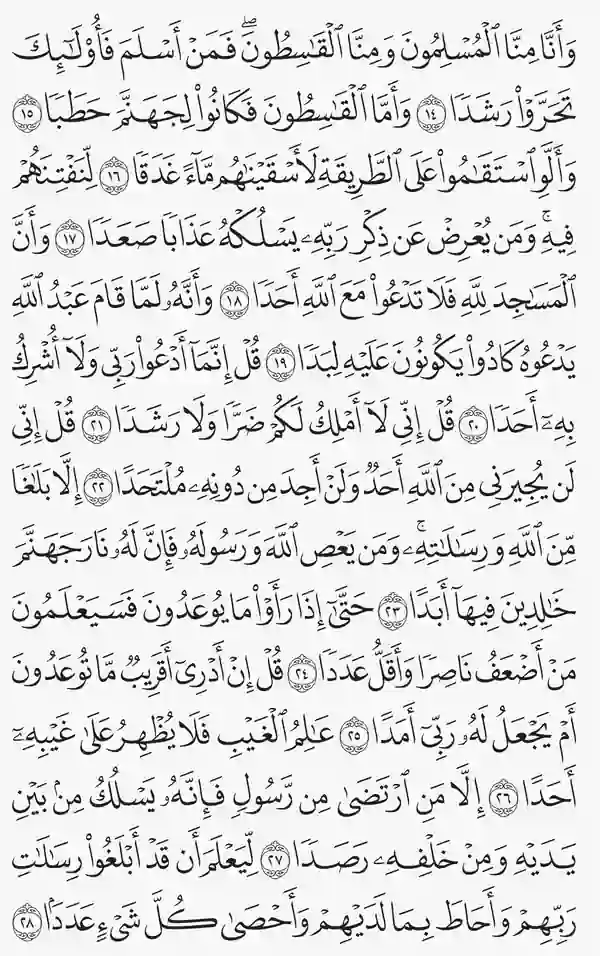 وَأَنَّا مِنَّا ٱلْمُسْلِمُونَ وَمِنَّا ٱلْقَٰسِطُونَۖ فَمَنْ أَسْلَمَ فَأُو۟لَٰٓئِكَ
تَحَرَّوْا۟ رَشَدًا ١٤ وَأَمَّا ٱلْقَٰسِطُونَ فَكَانُوا۟ لِجَهَنَّمَ حَطَبًا ١٥
وَأَلَّوِ ٱسْتَقَٰمُوا۟ عَلَى ٱلطَّرِيقَةِ لَأَسْقَيْنَٰهُم مَّآءً غَدَقًا ١٦ لِّنَفْتِنَهُمْ
فِيهِۚ وَمَن يُعْرِضْ عَن ذِكْرِ رَبِّهِۦ يَسْلُكْهُ عَذَابًا صَعَدًا ١٧ وَأَنَّ
ٱلْمَسَٰجِدَ لِلَّهِ فَلَا تَدْعُوا۟ مَعَ ٱللَّهِ أَحَدًا ١٨ وَأَنَّهُۥ لَمَّا قَامَ عَبْدُ ٱللَّهِ
يَدْعُوهُ كَادُوا۟ يَكُونُونَ عَلَيْهِ لِبَدًا ١٩ قُلْ إِنَّمَآ أَدْعُوا۟ رَبِّى وَلَآ أُشْرِكُ
بِهِۦٓ أَحَدًا ٢٠ قُلْ إِنِّى لَآ أَمْلِكُ لَكُمْ ضَرًّا وَلَا رَشَدًا ٢١ قُلْ إِنِّى
لَن يُجِيرَنِى مِنَ ٱللَّهِ أَحَدٌ وَلَنْ أَجِدَ مِن دُونِهِۦ مُلْتَحَدًا ٢٢ إِلَّا بَلَٰغًا
مِّنَ ٱللَّهِ وَرِسَٰلَٰتِهِۦۚ وَمَن يَعْصِ ٱللَّهَ وَرَسُولَهُۥ فَإِنَّ لَهُۥ نَارَ جَهَنَّمَ
خَٰلِدِينَ فِيهَآ أَبَدًا ٢٣ حَتَّىٰٓ إِذَا رَأَوْا۟ مَا يُوعَدُونَ فَسَيَعْلَمُونَ
مَنْ أَضْعَفُ نَاصِرًا وَأَقَلُّ عَدَدًا ٢٤ قُلْ إِنْ أَدْرِىٓ أَقَرِيبٌ مَّا تُوعَدُونَ
أَمْ يَجْعَلُ لَهُۥ رَبِّىٓ أَمَدًا ٢٥ عَٰلِمُ ٱلْغَيْبِ فَلَا يُظْهِرُ عَلَىٰ غَيْبِهِۦٓ
أَحَدًا ٢٦ إِلَّا مَنِ ٱرْتَضَىٰ مِن رَّسُولٍ فَإِنَّهُۥ يَسْلُكُ مِنۢ بَيْنِ
يَدَيْهِ وَمِنْ خَلْفِهِۦ رَصَدًا ٢٧ لِّيَعْلَمَ أَن قَدْ أَبْلَغُوا۟ رِسَٰلَٰتِ
رَبِّهِمْ وَأَحَاطَ بِمَا لَدَيْهِمْ وَأَحْصَىٰ كُلَّ شَىْءٍ عَدَدًۢا ٢٨